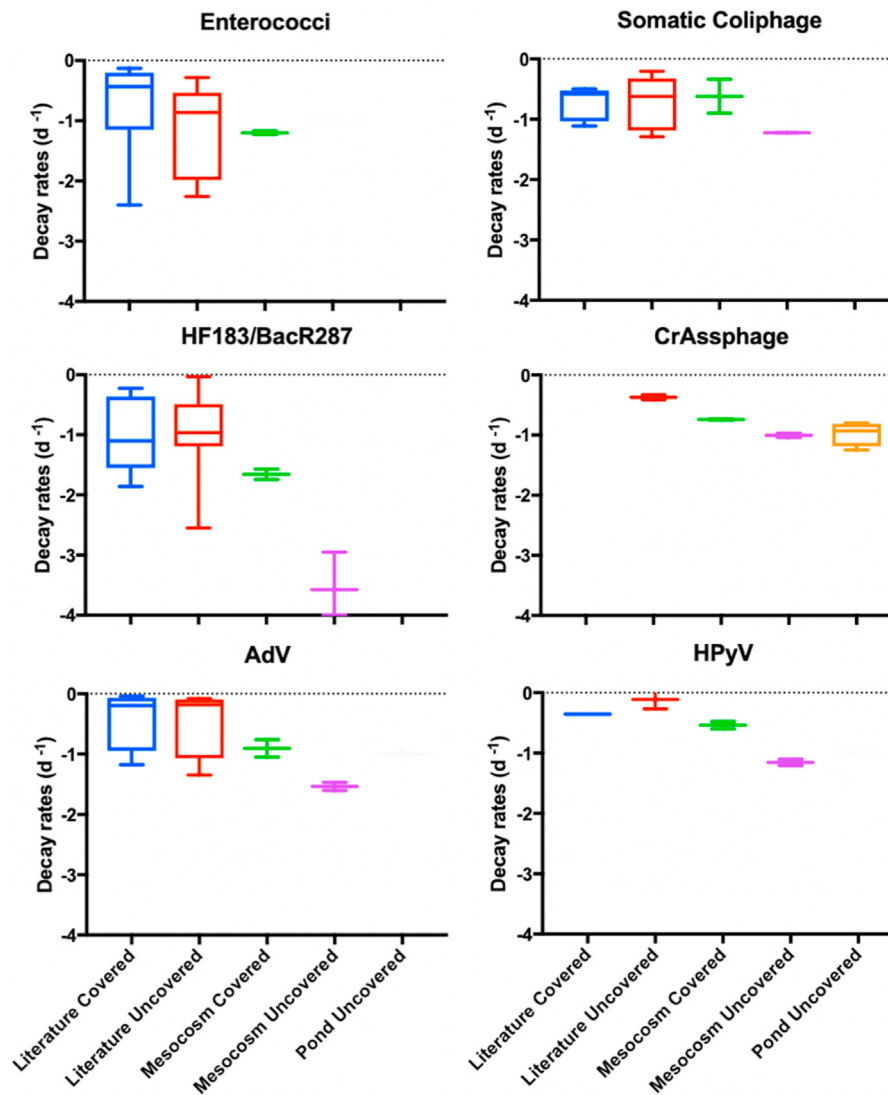 Enterococci
Decay rates (d -1)
0
-1
-2
-3
-4
Somatic Coliphage
Decay rates (d -1)
0
-1
-2
-3
-4
HF183/BacR287
Decay rates (d -1)
0
-1
-2
-3
-4
CrAssphage
Decay rates (d -1)
0
-1
-2
-3
-4
AdV
Decay rates (d -1)
0
-1
-2
-3
-4
HPyV
Decay rates (d -1)
0
-1
-2
-3
-4
Literature Covered
Literature Uncovered
Mesocosm Covered
Mesocosm Uncovered
Pond Uncovered
Literature Covered
Literature Uncovered
Mesocosm Covered
Mesocosm Uncovered
Pond Uncovered